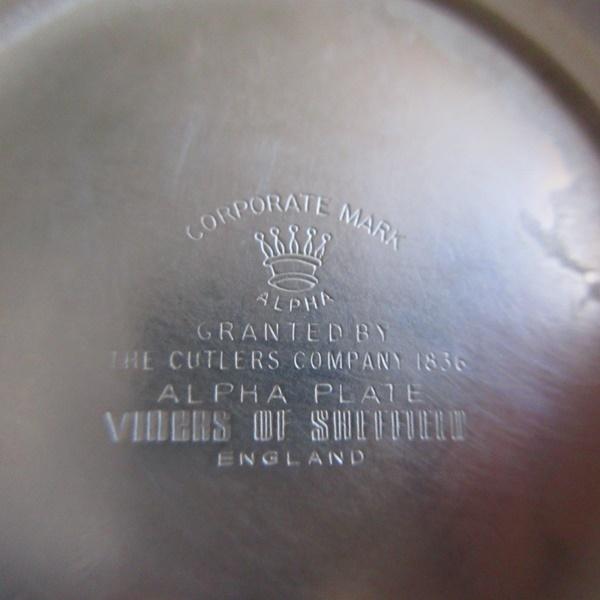 CORPORATE MARK
ALPHA
GRANTED BY
THE CUTLERS COMPANY 1836
ALPHA PLATE
VINERS OF SHEFFIELD
ENGLAND